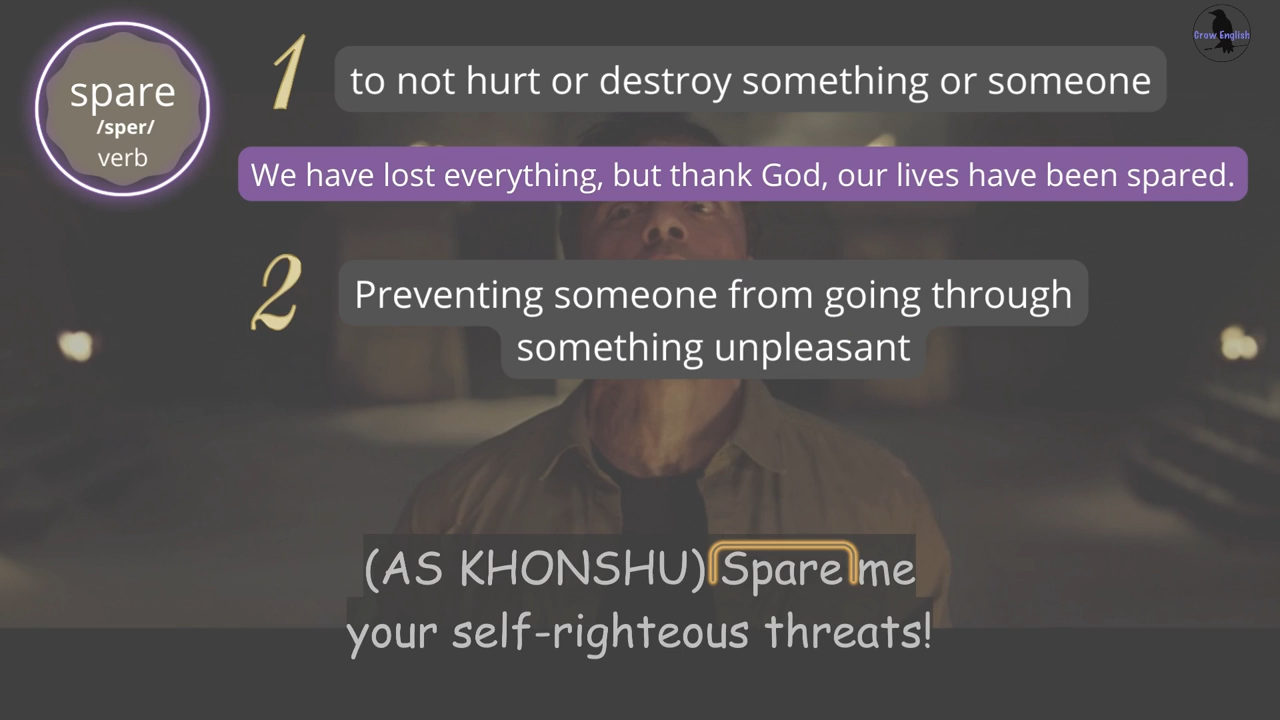 Crow English
spare
/sper/
verb
1
to not hurt or destroy something or someone
We have lost everything, but thank God, our lives have been spared.
2
Preventing someone from going through
something unpleasant
(AS KHONSHU) Spare me
your self-righteous threats!